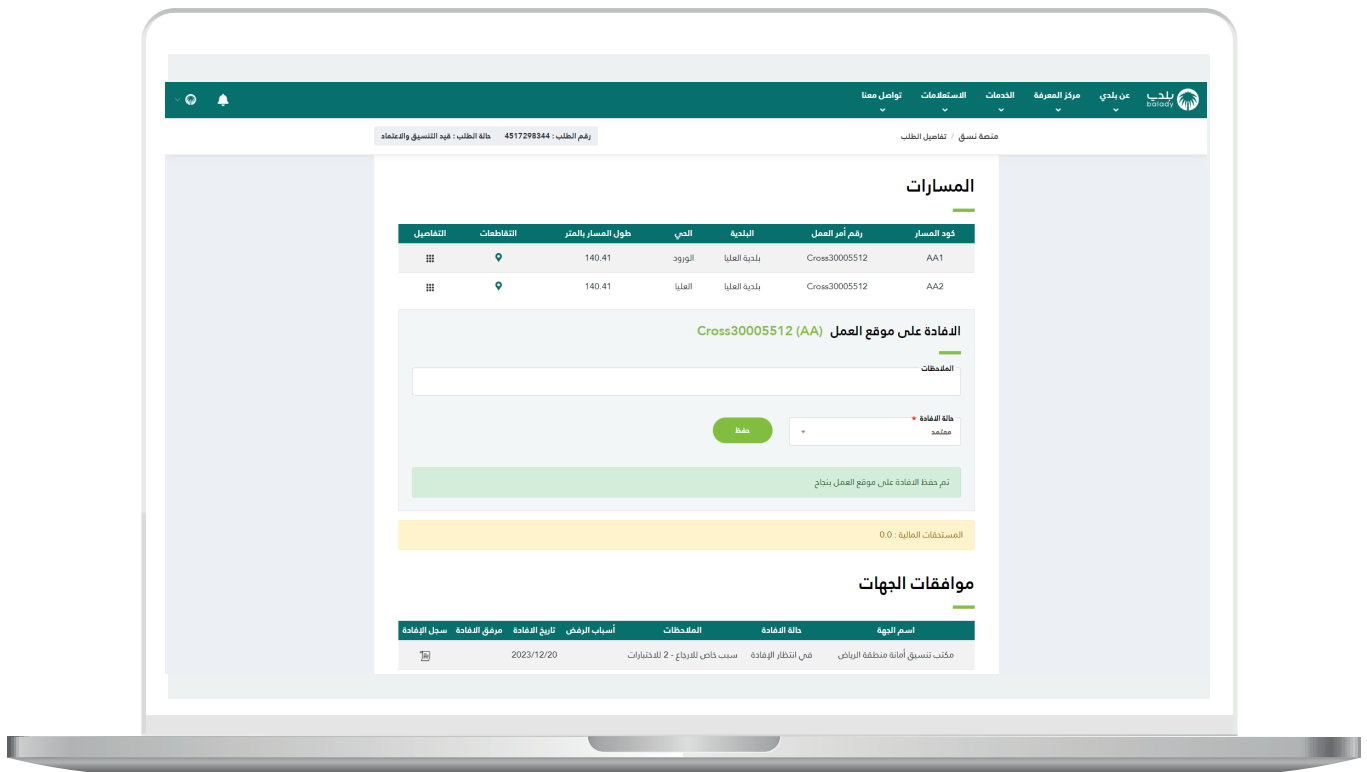 بلدي balady عن بلدي مركز المعرفة الخدمات الاستعلامات تواصل معنا
منصة نسق / تفاصيل الطلب رقم الطلب : 4517298344 حالة الطلب : قيد التنسيق والاعتماد
المسارات
كود المسار رقم أمر العمل البلدية الحي طول المسار بالمتر التقاطعات التفاصيل
AA1 Cross30005512 بلدية العليا الورود 140.41
AA2 Cross30005512 بلدية العليا العليا 140.41
الافادة على موقع العمل Cross30005512 (AA)
الملاحظات
حالة الافادة *
معتمد
حفظ
تم حفظ الافادة على موقع العمل بنجاح
المستحقات المالية : 0.0
موافقات الجهات
اسم الجهة حالة الافادة الملاحظات أسباب الرفض تاريخ الافادة مرفق الافادة سجل الإفادة
مكتب تنسيق أمانة منطقة الرياض في انتظار الإفادة سبب خاص للارجاع - 2 للاختبارات 2023/12/20